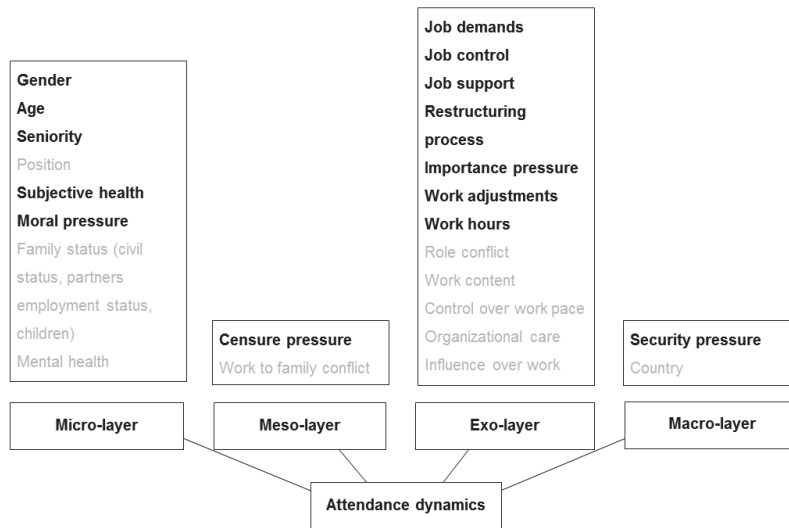 Gender
Age
Seniority
Position
Subjective health
Moral pressure
Family status (civil
status, partners
employment status,
children)
Mental health
Censure pressure
Work to family conflict
Job demands
Job control
Job support
Restructuring
process
Importance pressure
Work adjustments
Work hours
Role conflict
Work content
Control over work pace
Organizational care
Influence over work
Security pressure
Country
Micro-layer
Meso-layer
Exo-layer
Macro-layer
Attendance dynamics